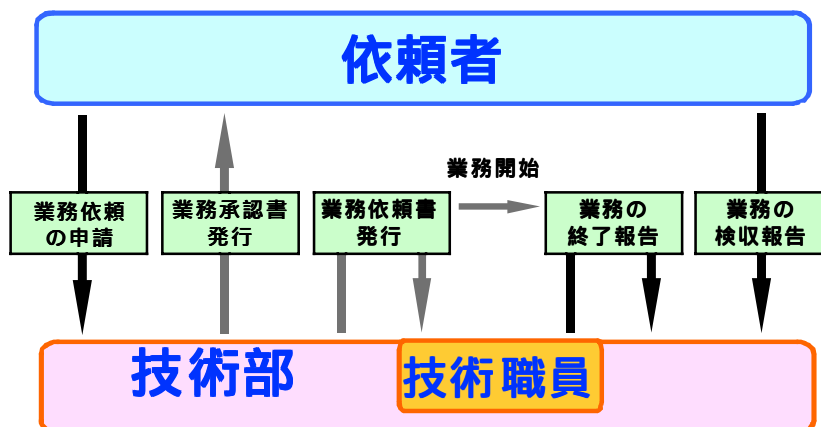 依頼者
業務開始
業務依頼
の申請
業務承認書
発行
業務依頼書
発行
業務の
終了報告
業務の
検収報告
技術部
技術職員